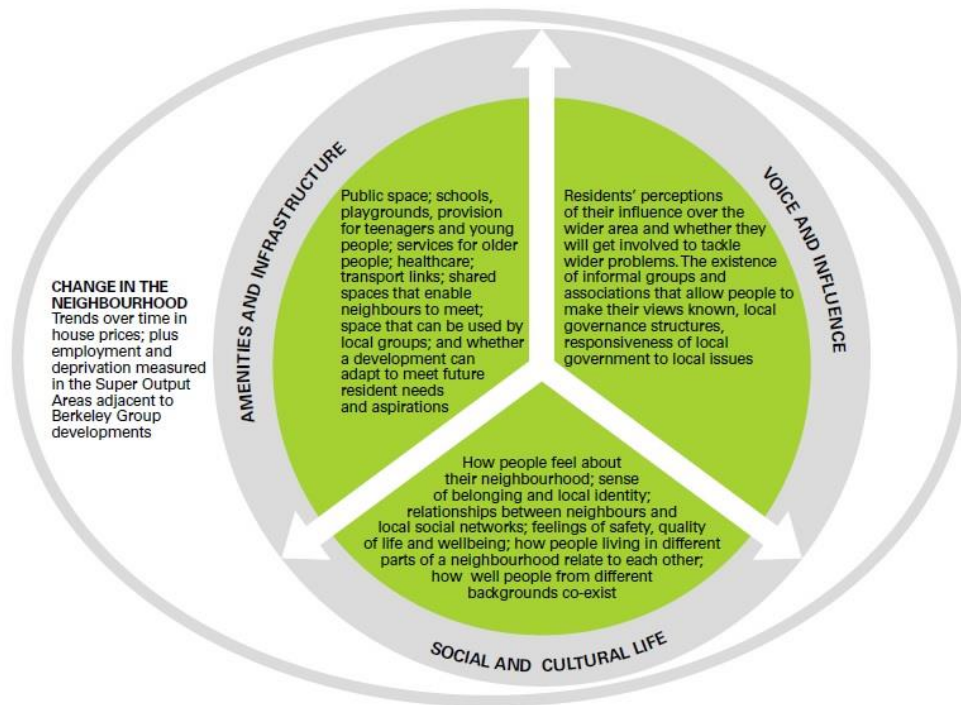 CHANGE IN THE
NEIGHBOURHOOD
Trends over time in
house prices; plus
employment and
deprivation measured
in the Super Output
Areas adjacent to
Berkeley Group
developments
AMENITIES AND INFRASTRUCTURE
Public space; schools,
playgrounds, provision
for teenagers and young
people; services for older
people; healthcare;
transport links; shared
spaces that enable
neighbours to meet;
space that can be used by
local groups; and whether
a development can
adapt to meet future
resident needs
and aspirations
VOICE AND INFLUENCE
Residents’ perceptions
of their influence over the
wider area and whether they
will get involved to tackle
wider problems. The existence
of informal groups and
associations that allow people to
make their views known, local
governance structures,
responsiveness of local
government to local issues
How people feel about
their neighbourhood; sense
of belonging and local identity;
relationships between neighbours and
local social networks; feelings of safety, quality
of life and wellbeing; how people living in different
parts of a neighbourhood relate to each other;
how well people from different
backgrounds co-exist
SOCIAL AND CULTURAL LIFE